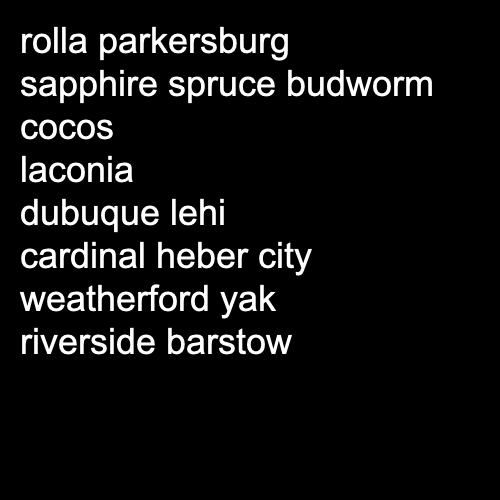 rolla parkersburg
sapphire spruce budworm
cocos
laconia
dubuque lehi
cardinal heber city
weatherford yak
riverside barstow